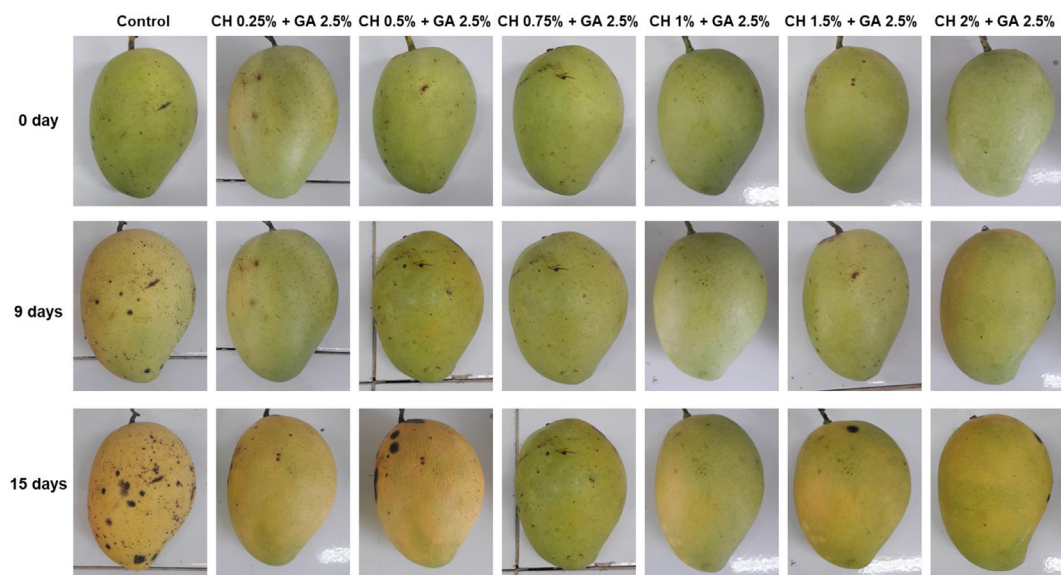 Control CH 0.25% + GA 2.5% CH 0.5% + GA 2.5% CH 0.75% + GA 2.5% CH 1% + GA 2.5% CH 1.5% + GA 2.5% CH 2% + GA 2.5%
0 day
9 days
15 days